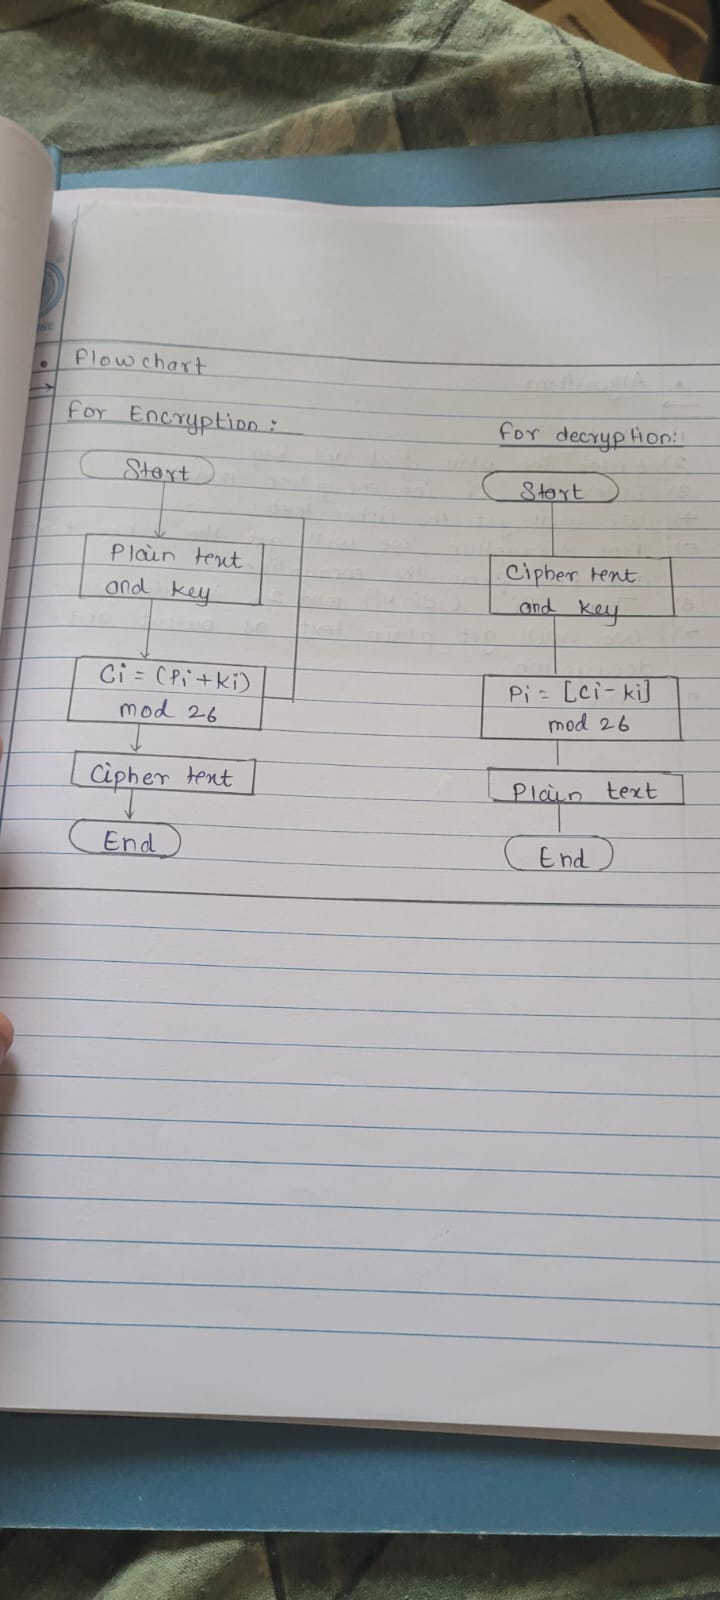 Flowchart
For Encryption:
Start
Plain text
and key
Ci = (Pi + ki)
mod 26
Cipher text
End
For decryption:
Start
Cipher text
and key
Pi = [Ci - ki]
mod 26
Plain text
End